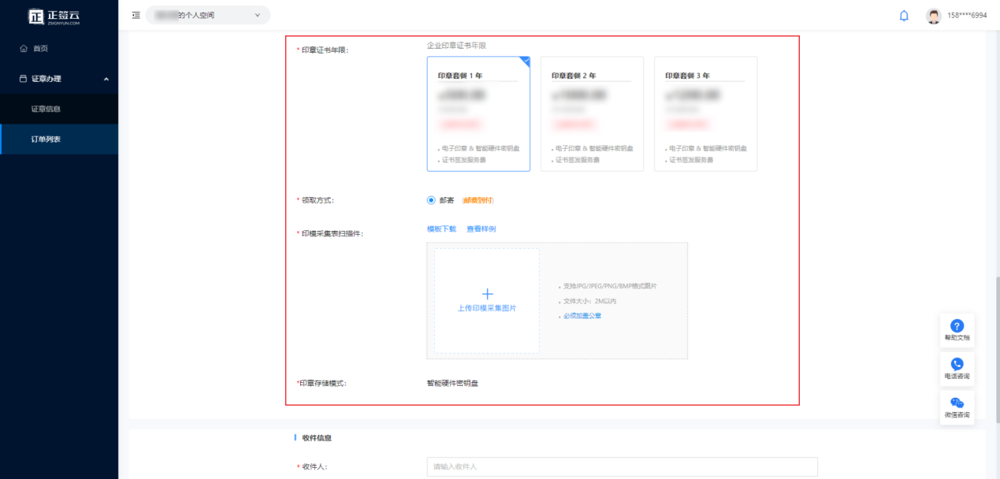 正签云
ZSIGNYUN.COM
的个人空间
158****6994
首页
证章办理
证章信息
订单列表
* 印章证书年限:
企业印章证书年限
印章套餐 1 年
• 电子印章 & 智能硬件密钥盘
• 证书签发服务费
印章套餐 2 年
• 电子印章 & 智能硬件密钥盘
• 证书签发服务费
印章套餐 3 年
• 电子印章 & 智能硬件密钥盘
• 证书签发服务费
* 领取方式:
邮寄 (邮费到付)
* 印模采集表扫描件:
模板下载 查看样例
上传印模采集图片
• 支持JPG/JPEG/PNG/BMP格式图片
• 文件大小：2M以内
• 必须加盖公章
*印章存储模式:
智能硬件密钥盘
帮助文档
电话咨询
微信咨询
收件信息
* 收件人:
请输入收件人